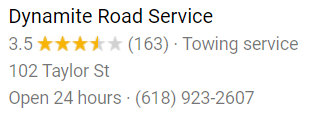 Dynamite Road Service
3.5 (163) · Towing service
102 Taylor St
Open 24 hours · (618) 923-2607